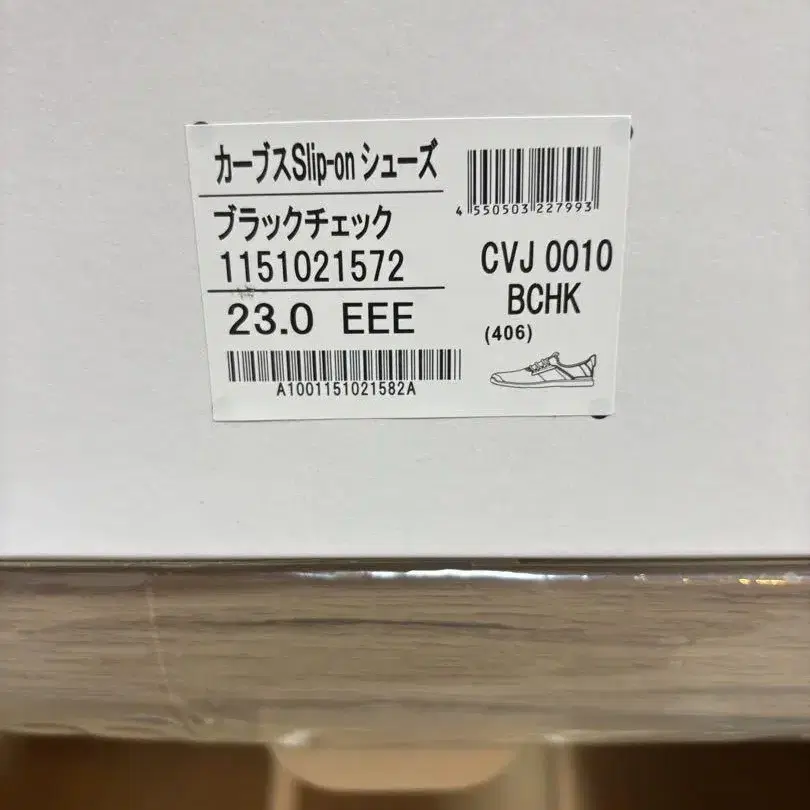 カーブスSlip-on シューズ
ブラックチェック
1151021572
23.0 EEE
A1001151021582A
4 550503 227993
CVJ 0010
BCHK
(406)